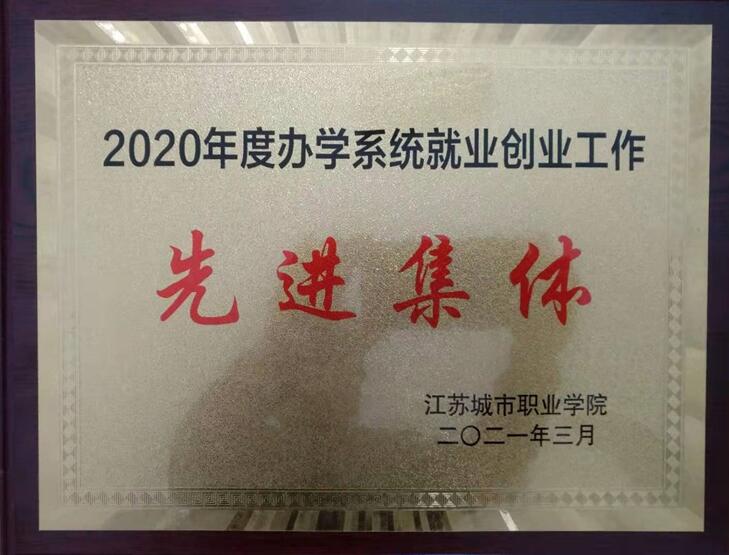 2020年度办学系统就业创业工作
先进集体
江苏城市职业学院
二〇二一年三月